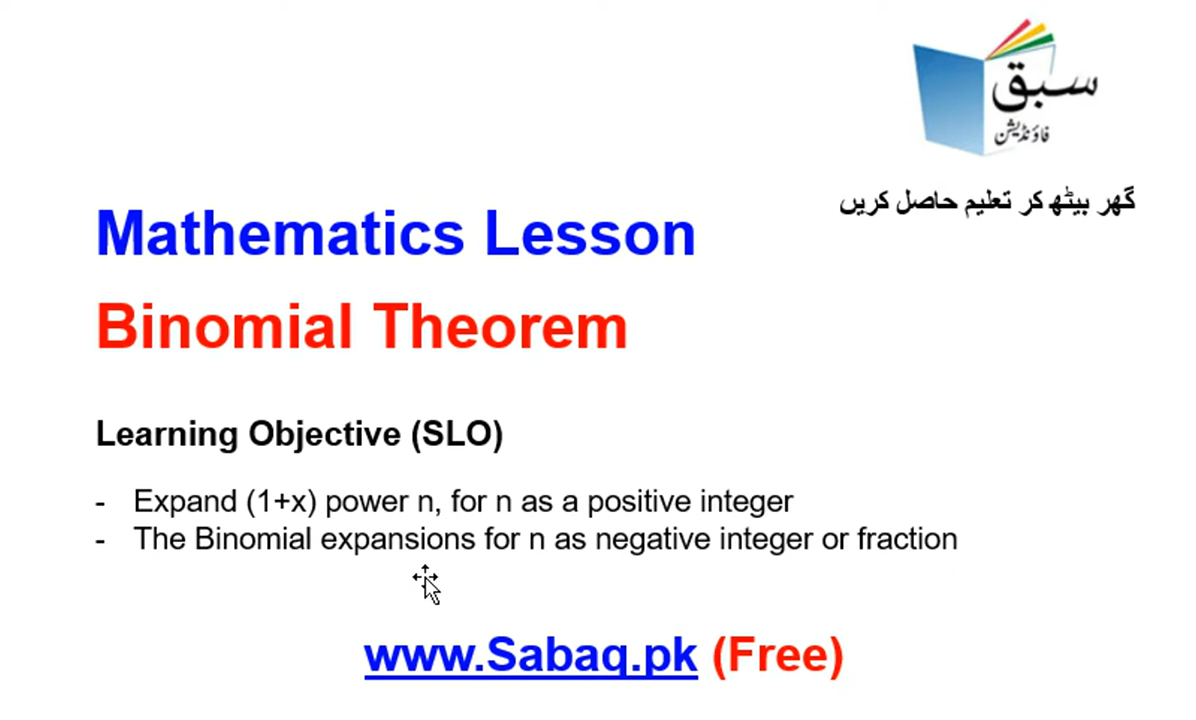 سبق
فاؤنڈیشن
گھر بیٹھ کر تعلیم حاصل کریں
Mathematics Lesson
Binomial Theorem
Learning Objective (SLO)
- Expand (1+x) power n, for n as a positive integer
- The Binomial expansions for n as negative integer or fraction
www.Sabaq.pk (Free)